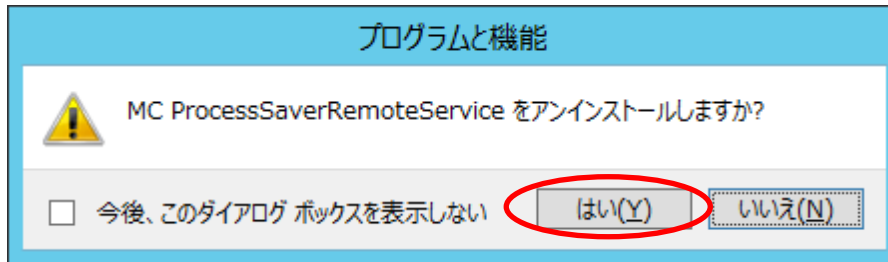 プログラムと機能
MC ProcessSaverRemoteService をアンインストールしますか?
今後、このダイアログ ボックスを表示しない はい(Y) いいえ(N)